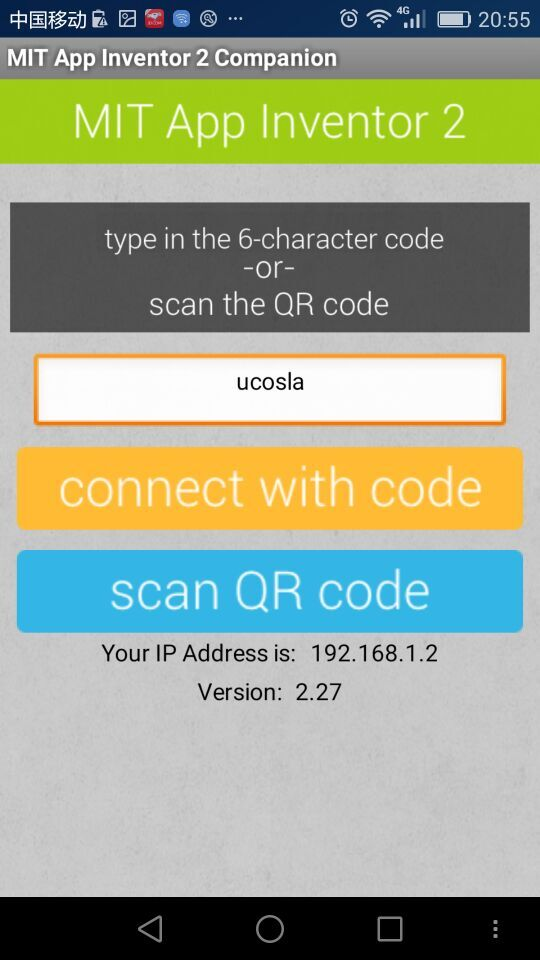 中国移动 4G 20:55
MIT App Inventor 2 Companion
MIT App Inventor 2
type in the 6-character code
-or-
scan the QR code
ucosla
connect with code
scan QR code
Your IP Address is: 192.168.1.2
Version: 2.27